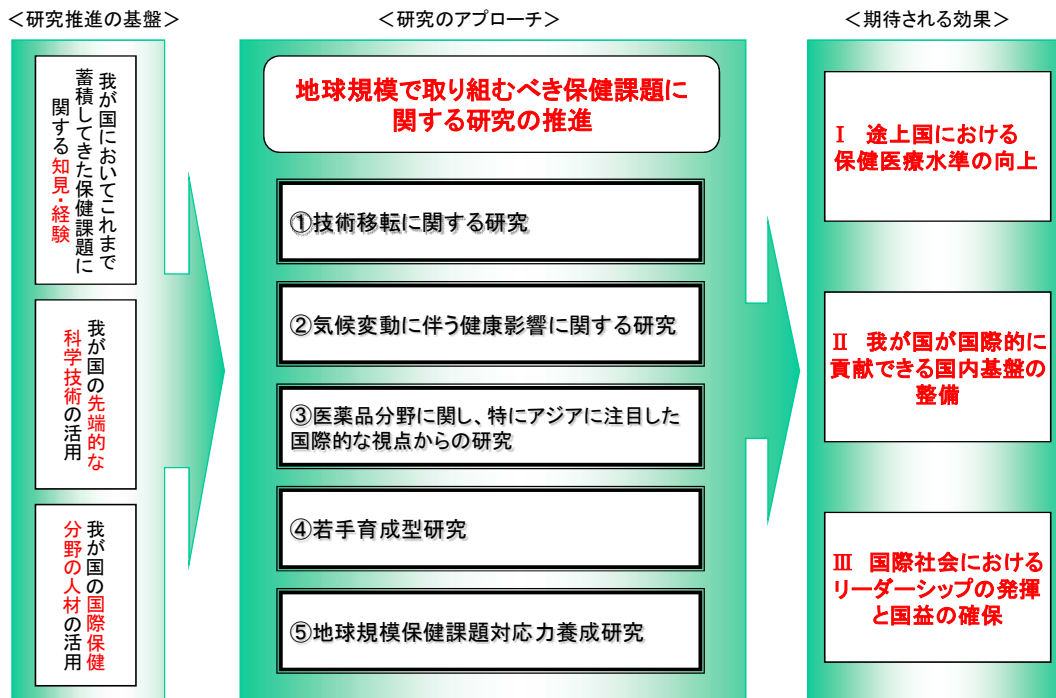 ＜研究推進の基盤＞
我が国においてこれまで
蓄積してきた保健課題に
関する知見・経験
我が国の先端的な
科学技術の活用
我が国の国際保健
分野の人材の活用
＜研究のアプローチ＞
地球規模で取り組むべき保健課題に
関する研究の推進
①技術移転に関する研究
②気候変動に伴う健康影響に関する研究
③医薬品分野に関し、特にアジアに注目した
国際的な視点からの研究
④若手育成型研究
⑤地球規模保健課題対応力養成研究
＜期待される効果＞
Ⅰ　途上国における
保健医療水準の向上
Ⅱ　我が国が国際的に
貢献できる国内基盤の
整備
Ⅲ　国際社会における
リーダーシップの発揮
と国益の確保